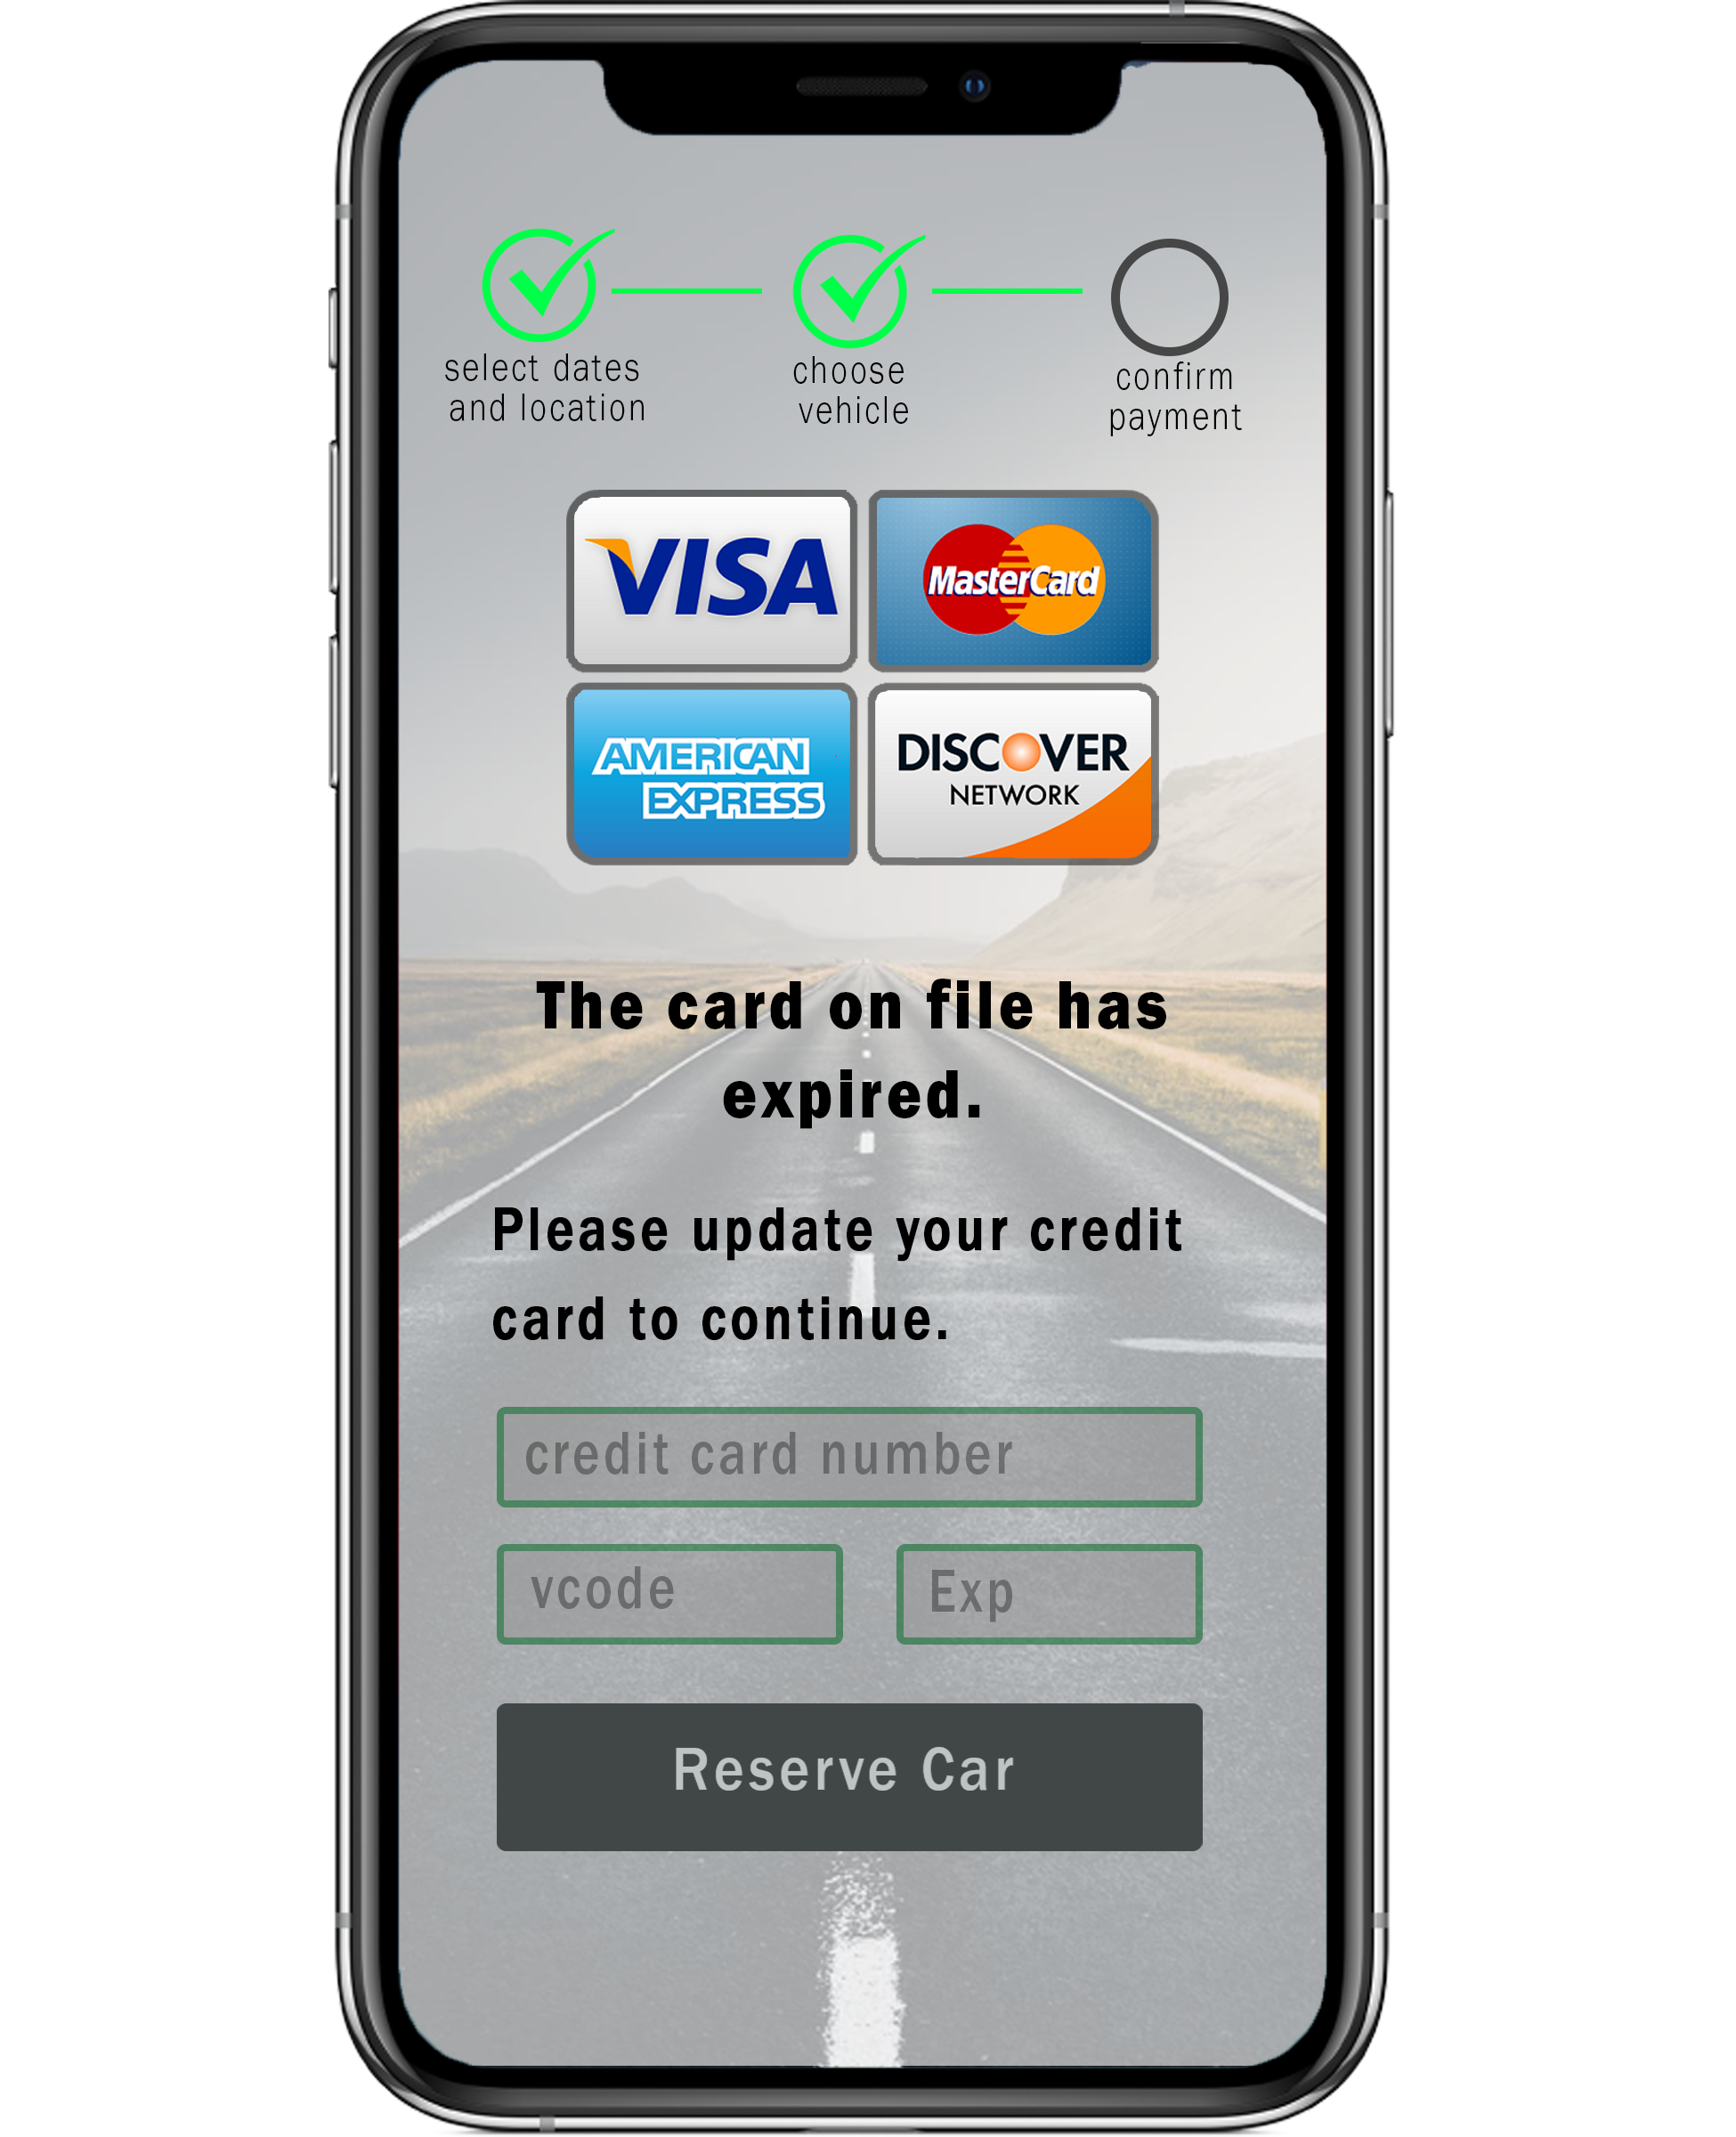 select dates
and location
choose
vehicle
confirm
payment
VISA
MasterCard
AMERICAN
EXPRESS
DISCOVER
NETWORK
The card on file has
expired.
Please update your credit
card to continue.
credit card number
vcode
Exp
Reserve Car